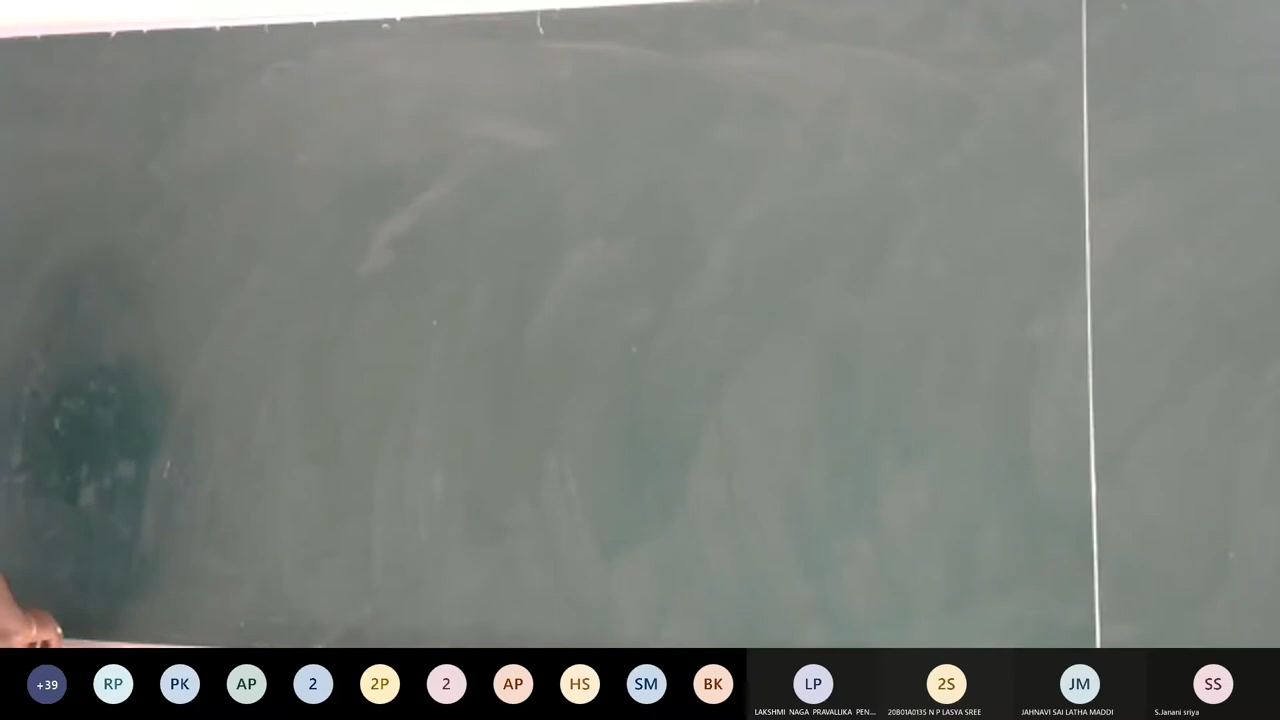 +39 RP PK AP 2 2P 2 AP HS SM BK LP 2S JM SS
LAKSHMI NAGA PRAVALLIKA PEN... 20B01A0135 N P LASYA SREE JAHNAVI SAI LATHA MADDI S.Janani sriya